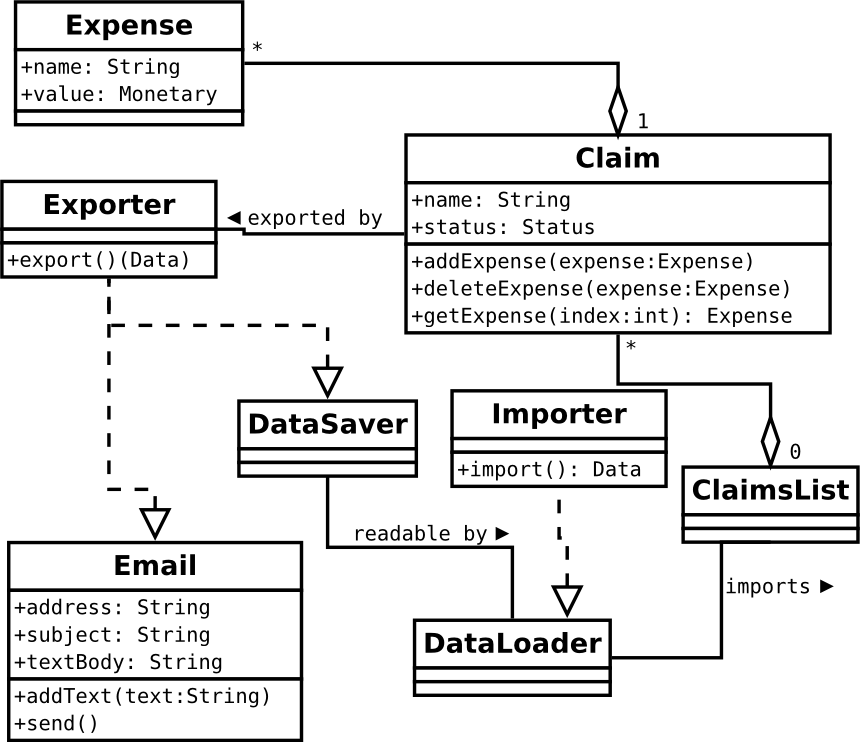 Expense
+name: String
+value: Monetary
*
1
Claim
+name: String
+status: Status
+addExpense(expense:Expense)
+deleteExpense(expense:Expense)
+getExpense(index:int): Expense
Exporter
+export()(Data)
◀ exported by
*
0
DataSaver
Importer
+import(): Data
ClaimsList
readable by ▶
imports ▶
Email
+address: String
+subject: String
+textBody: String
+addText(text:String)
+send()
DataLoader